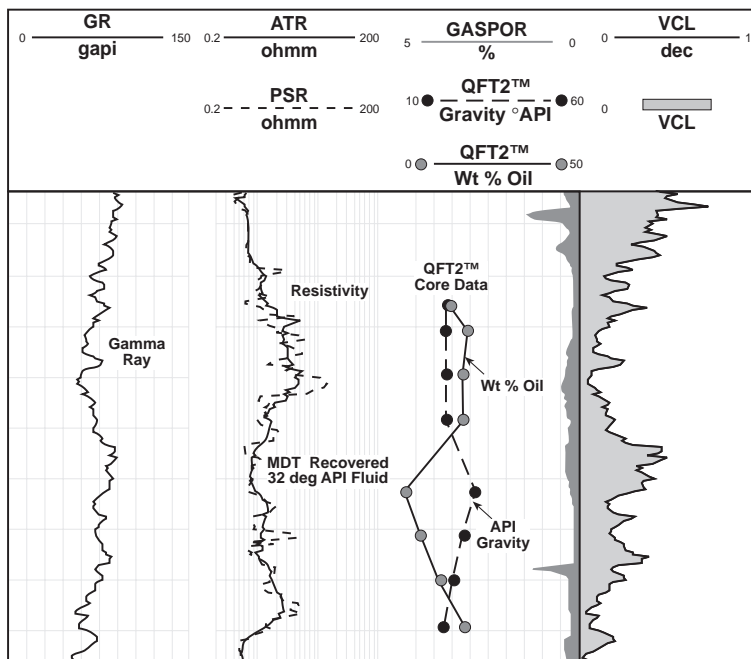 GR
0 150
gapi
ATR
0.2 200
ohmm
PSR
0.2 200
ohmm
GASPOR
5 0
%
QFT2™
10 60
Gravity °API
QFT2™
0 50
Wt % Oil
VCL
0 1
dec
0
VCL
QFT2™
Core Data
Resistivity
Gamma
Ray
Wt % Oil
MDT Recovered
32 deg API Fluid
API
Gravity